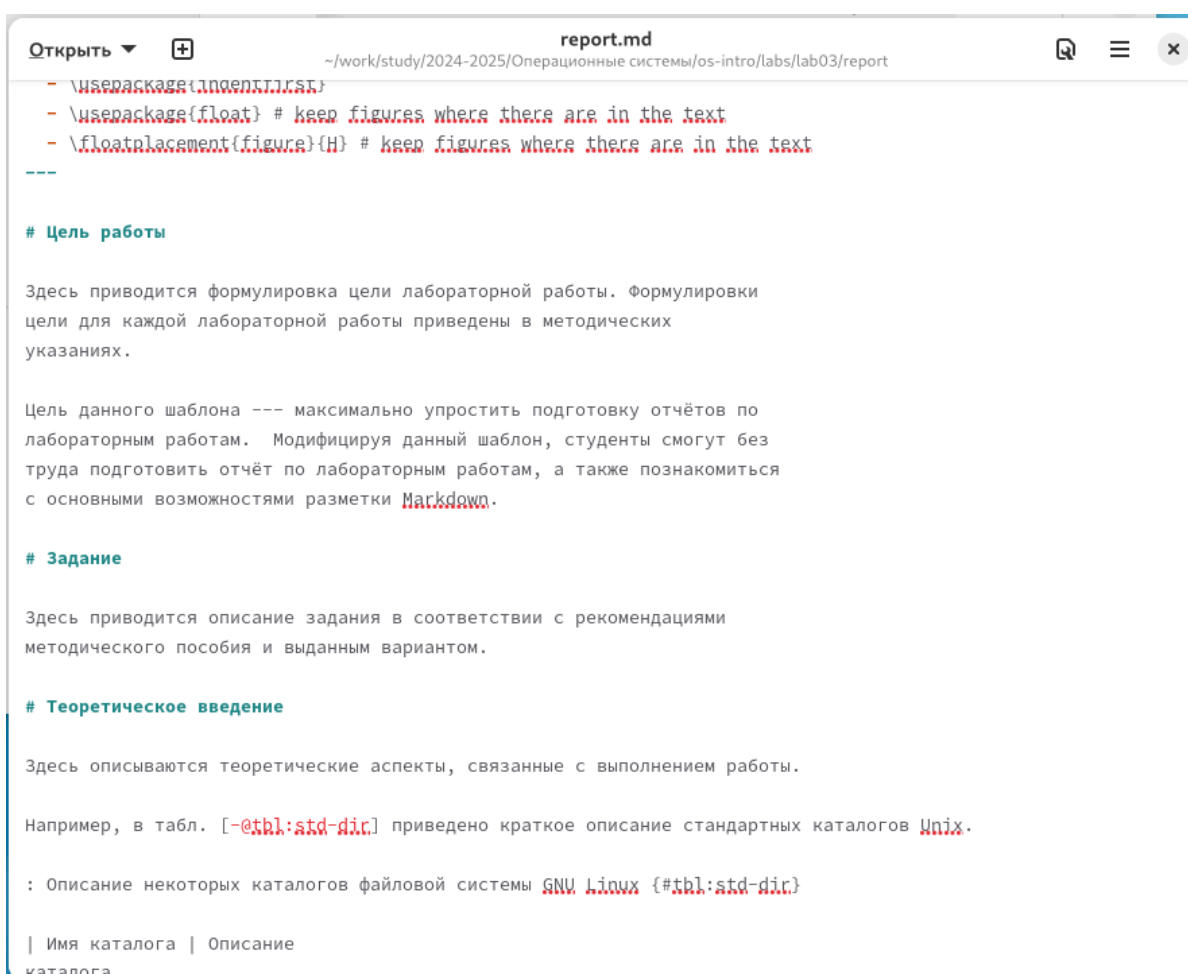 Открыть
report.md
~/work/study/2024-2025/Операционные системы/os-intro/labs/lab03/report
- \usepackage{indentfirst}
- \usepackage{float} # keep figures where there are in the text
- \floatplacement{figure}{H} # keep figures where there are in the text
---
# Цель работы
Здесь приводится формулировка цели лабораторной работы. Формулировки
цели для каждой лабораторной работы приведены в методических
указаниях.
Цель данного шаблона --- максимально упростить подготовку отчётов по
лабораторным работам.  Модифицируя данный шаблон, студенты смогут без
труда подготовить отчёт по лабораторным работам, а также познакомиться
с основными возможностями разметки Markdown.
# Задание
Здесь приводится описание задания в соответствии с рекомендациями
методического пособия и выданным вариантом.
# Теоретическое введение
Здесь описываются теоретические аспекты, связанные с выполнением работы.
Например, в табл. [-@tbl:std-dir] приведено краткое описание стандартных каталогов Unix.
: Описание некоторых каталогов файловой системы GNU Linux {#tbl:std-dir}
| Имя каталога | Описание
каталога